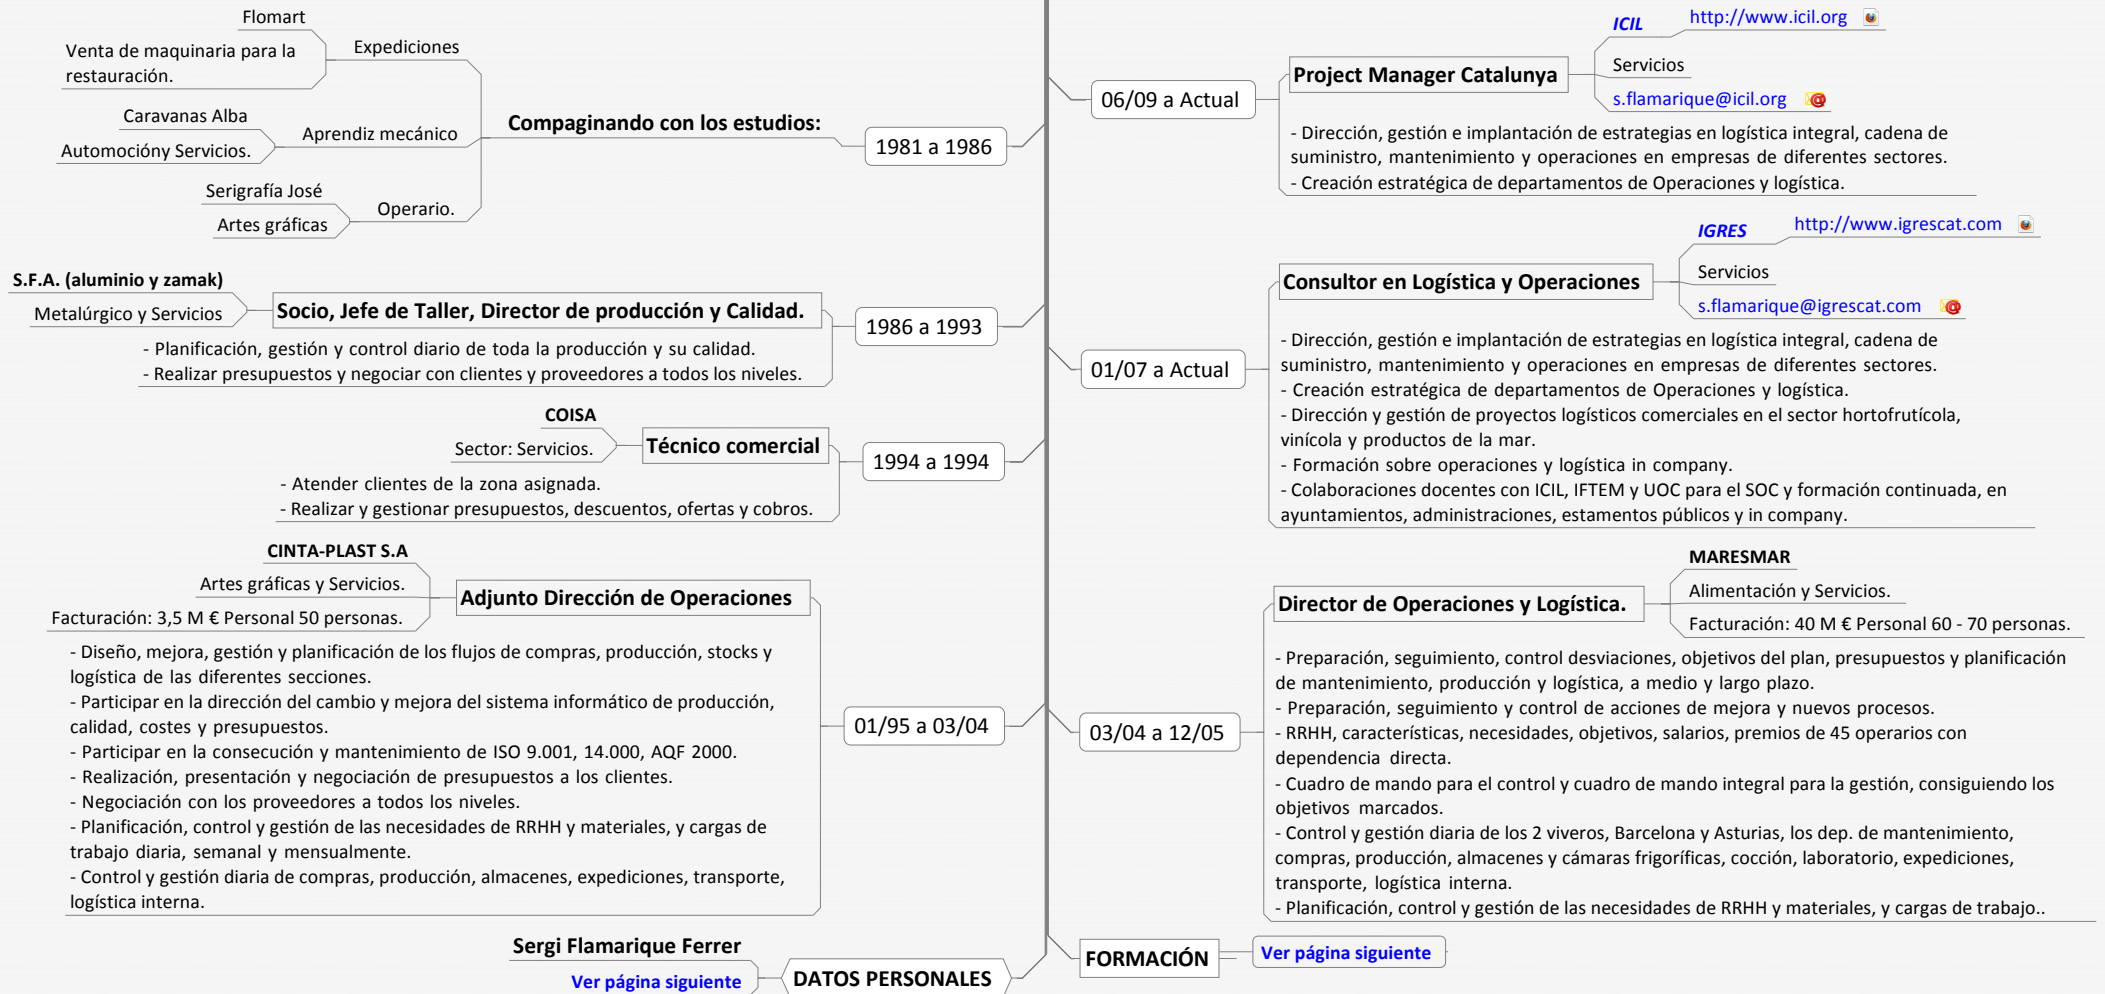 Flomart
Venta de maquinaria para la
restauración.
Expediciones
Caravanas Alba
Automocióny Servicios.
Aprendiz mecánico
Serigrafía José
Artes gráficas
Operario.
Compaginando con los estudios:
1981 a 1986
S.F.A. (aluminio y zamak)
Metalúrgico y Servicios
Socio, Jefe de Taller, Director de producción y Calidad.
- Planificación, gestión y control diario de toda la producción y su calidad.
- Realizar presupuestos y negociar con clientes y proveedores a todos los niveles.
1986 a 1993
COISA
Sector: Servicios.
Técnico comercial
- Atender clientes de la zona asignada.
- Realizar y gestionar presupuestos, descuentos, ofertas y cobros.
1994 a 1994
CINTA-PLAST S.A
Artes gráficas y Servicios.
Facturación: 3,5 M € Personal 50 personas.
Adjunto Dirección de Operaciones
- Diseño, mejora, gestión y planificación de los flujos de compras, producción, stocks y
logística de las diferentes secciones.
- Participar en la dirección del cambio y mejora del sistema informático de producción,
calidad, costes y presupuestos.
- Participar en la consecución y mantenimiento de ISO 9.001, 14.000, AQF 2000.
- Realización, presentación y negociación de presupuestos a los clientes.
- Negociación con los proveedores a todos los niveles.
- Planificación, control y gestión de las necesidades de RRHH y materiales, y cargas de
trabajo diaria, semanal y mensualmente.
- Control y gestión diaria de compras, producción, almacenes, expediciones, transporte,
logística interna.
01/95 a 03/04
Sergi Flamarique Ferrer
Ver página siguiente
DATOS PERSONALES
06/09 a Actual
Project Manager Catalunya
ICIL
http://www.icil.org
Servicios
s.flamarique@icil.org
- Dirección, gestión e implantación de estrategias en logística integral, cadena de
suministro, mantenimiento y operaciones en empresas de diferentes sectores.
- Creación estratégica de departamentos de Operaciones y logística.
01/07 a Actual
Consultor en Logística y Operaciones
IGRES
http://www.igrescat.com
Servicios
s.flamarique@igrescat.com
- Dirección, gestión e implantación de estrategias en logística integral, cadena de
suministro, mantenimiento y operaciones en empresas de diferentes sectores.
- Creación estratégica de departamentos de Operaciones y logística.
- Dirección y gestión de proyectos logísticos comerciales en el sector hortofrutícola,
vinícola y productos de la mar.
- Formación sobre operaciones y logística in company.
- Colaboraciones docentes con ICIL, IFTEM y UOC para el SOC y formación continuada, en
ayuntamientos, administraciones, estamentos públicos y in company.
03/04 a 12/05
Director de Operaciones y Logística.
MARESMAR
Alimentación y Servicios.
Facturación: 40 M € Personal 60 - 70 personas.
- Preparación, seguimiento, control desviaciones, objetivos del plan, presupuestos y planificación
de mantenimiento, producción y logística, a medio y largo plazo.
- Preparación, seguimiento y control de acciones de mejora y nuevos procesos.
- RRHH, características, necesidades, objetivos, salarios, premios de 45 operarios con
dependencia directa.
- Cuadro de mando para el control y cuadro de mando integral para la gestión, consiguiendo los
objetivos marcados.
- Control y gestión diaria de los 2 viveros, Barcelona y Asturias, los dep. de mantenimiento,
compras, producción, almacenes y cámaras frigoríficas, cocción, laboratorio, expediciones,
transporte, logística interna.
- Planificación, control y gestión de las necesidades de RRHH y materiales, y cargas de trabajo..
FORMACIÓN
Ver página siguiente